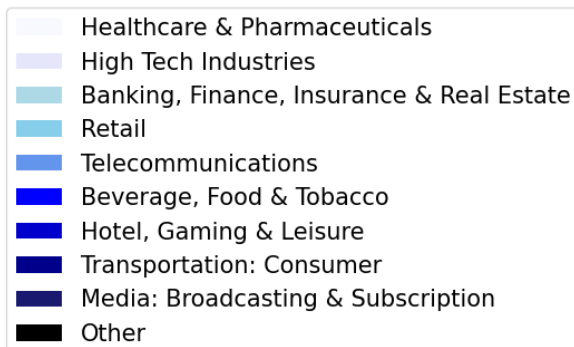 Healthcare & Pharmaceuticals
High Tech Industries
Banking, Finance, Insurance & Real Estate
Retail
Telecommunications
Beverage, Food & Tobacco
Hotel, Gaming & Leisure
Transportation: Consumer
Media: Broadcasting & Subscription
Other